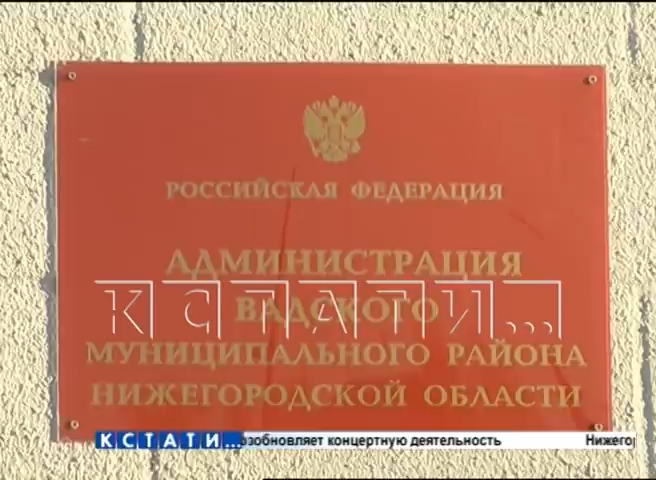 РОССИЙСКАЯ ФЕДЕРАЦИЯ
АДМИНИСТРАЦИЯ
ВАДСКОГО
КСТАТИ...
МУНИЦИПАЛЬНОГО РАЙОНА
НИЖЕГОРОДСКОЙ ОБЛАСТИ
КСТАТИ... озобновляет концертную деятельность Нижегор